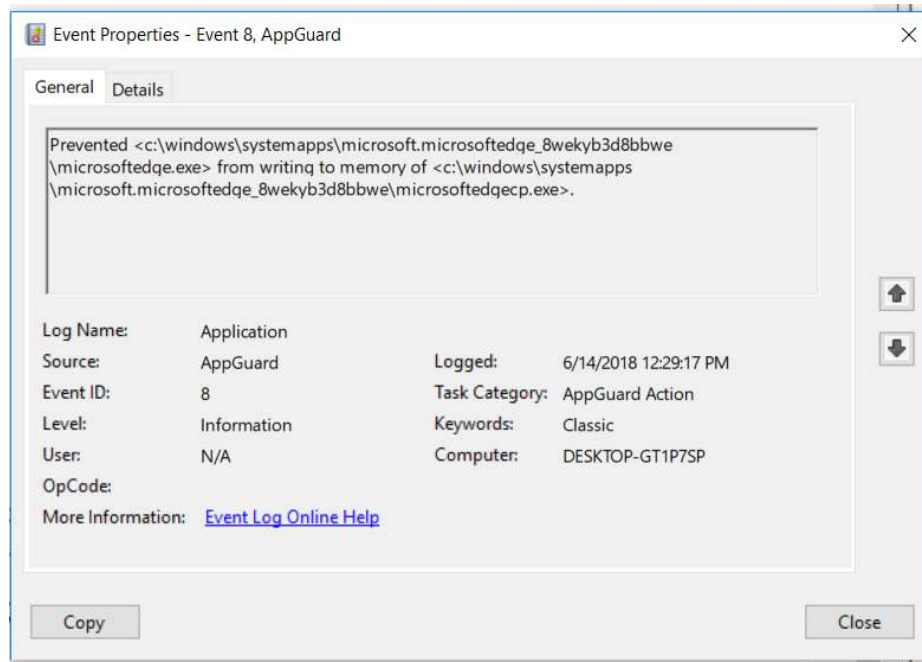 Event Properties - Event 8, AppGuard
General Details
Prevented <c:\windows\systemapps\microsoft.microsoftedge_8wekyb3d8bbwe
\microsoftedge.exe> from writing to memory of <c:\windows\systemapps
\microsoft.microsoftedge_8wekyb3d8bbwe\microsoftedgecp.exe>.
Log Name: Application
Source: AppGuard Logged: 6/14/2018 12:29:17 PM
Event ID: 8 Task Category: AppGuard Action
Level: Information Keywords: Classic
User: N/A Computer: DESKTOP-GT1P7SP
OpCode:
More Information: Event Log Online Help
Copy Close